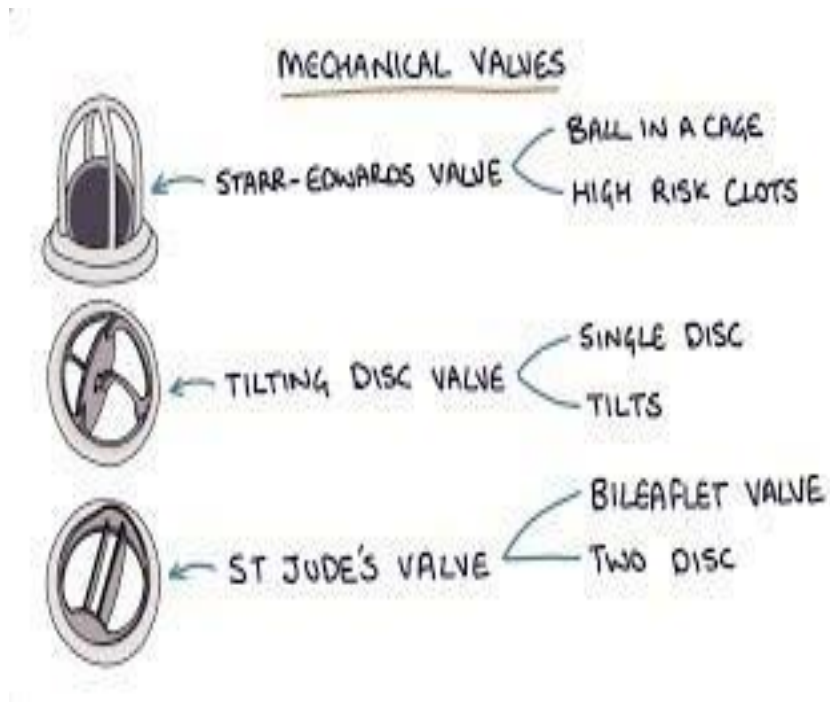 MECHANICAL VALVES
BALL IN A CAGE
STARR-EDWARDS VALVE
HIGH RISK CLOTS
SINGLE DISC
TILTING DISC VALVE
TILTS
BILEAFLET VALVE
ST JUDE'S VALVE
TWO DISC